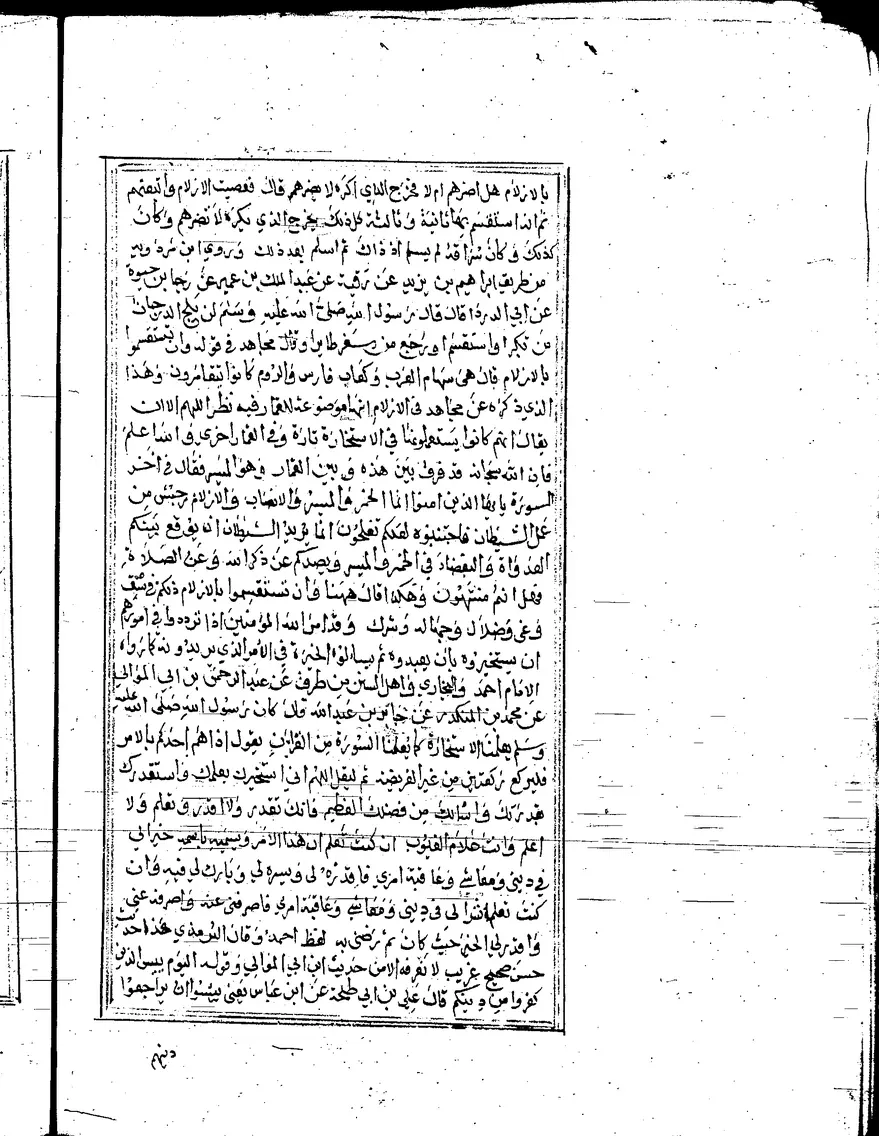 بالازلام هل اضرهم ام لا فخرج الذي اكره لا يضرهم قال فعصيت الازلام واتبعتهم
ثم انه استقسم بها ثانية وثالثة كل ذلك يخرج الذي يكره لا تضرهم وكان
كذلك وكان سراقة لم يسلم اذ ذاك ثم اسلم بعد ذلك وروي ابن مردويه
من طريق ابراهيم بن يزيد عن رقبة عن عبد الملك بن عمير عن رجا بن حيوة
عن ابي الدردا قال قال رسول الله صلى الله عليه وسلم لن يلج الدرجات
من تكهن او استقسم او رجع من سفر طايرا وقال مجاهد في قوله وان تستقسموا
بالازلام قال هي سهام العرب وكعاب فارس والروم كانوا يتقامرون وهذا
الذي ذكره عن مجاهد في الازلام انها موضوعة للقمار فيه نظر اللهم الا ان
يقال انهم كانوا يستعملونها في الاستخارة تارة وفي القمار اخرى والله اعلم
فان الله سبحانه قد فرق بين هذه وبين القمار وهو الميسر فقال في اخر
السورة يا ايها الذين امنوا انما الخمر والميسر والانصاب والازلام رجس من
عمل الشيطان فاجتنبوه لعلكم تفلحون انما يريد الشيطان ان يوقع بينكم
العداوة والبغضاء في الخمر والميسر ويصدكم عن ذكر الله وعن الصلاة
فهل انتم منتهون وهكذا قال ههنا وان تستقسموا بالازلام ذلكم فسق
وغي وضلال وجهالة وشرك وقد امر الله المؤمنين اذا ترددوا في امورهم
ان يستخيروه بان يعبدوه ثم يسالوه الخيرة في الامر الذي يريدونه كما رواه
الامام احمد والبخاري واهل السنن من طرق عن عبد الرحمن بن ابي الموالي
عن محمد بن المنكدر عن جابر بن عبد الله قال كان رسول الله صلى الله عليه
وسلم يعلمنا الاستخارة كما يعلمنا السورة من القران يقول اذا هم احدكم بالامر
فليركع ركعتين من غير الفريضة ثم ليقل اللهم اني استخيرك بعلمك واستقدرك
بقدرتك واسالك من فضلك العظيم فانك تقدر ولا اقدر وتعلم ولا
اعلم وانت علام الغيوب ان كنت تعلم ان هذا الامر ويسميه باسمه خيرا لي
في ديني ومعاشي وعاقبة امري فاقدره لي ويسره لي وبارك لي فيه وان
كنت تعلم شرا لي في ديني ومعاشي وعاقبة امري فاصرفني عنه واصرفه عني
واقدر لي الخير حيث كان ثم رضني به لفظ احمد وقال الترمذي هذا حديث
حسن صحيح غريب لا نعرفه الا من حديث ابن ابي الموالي وقوله اليوم ييس الذين
كفروا من دينكم قال علي بن ابي طلحة عن ابن عباس يعني ييسوا ان يراجعوا
دينهم